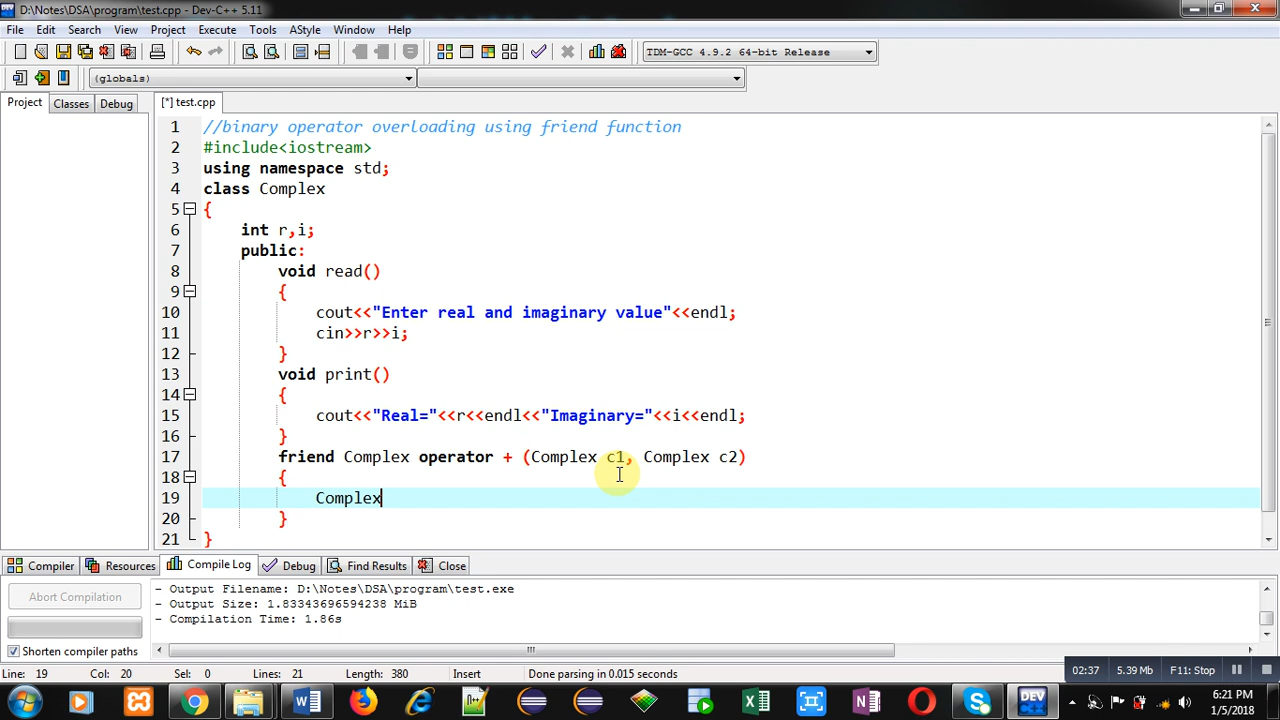 D:\Notes\DSA\program\test.cpp - Dev-C++ 5.11
File Edit Search View Project Execute Tools AStyle Window Help
TDM-GCC 4.9.2 64-bit Release
(globals)
Project Classes Debug [*] test.cpp
1 //binary operator overloading using friend function
2 #include<iostream>
3 using namespace std;
4 class Complex
5 {
6 int r,i;
7 public:
8 void read()
9 {
10 cout<<"Enter real and imaginary value"<<endl;
11 cin>>r>>i;
12 }
13 void print()
14 {
15 cout<<"Real="<<r<<endl<<"Imaginary="<<i<<endl;
16 }
17 friend Complex operator + (Complex c1, Complex c2)
18 {
19 Complex
20 }
21 }
Compiler Resources Compile Log Debug Find Results Close
Abort Compilation
Shorten compiler paths
- Output Filename: D:\Notes\DSA\program\test.exe
- Output Size: 1.83343696594238 MiB
- Compilation Time: 1.86s
Line: 19 Col: 20 Sel: 0 Lines: 21 Length: 380 Insert Done parsing in 0.015 seconds
02:37 5.39 Mb F11: Stop
DEV
6:21 PM
1/5/2018